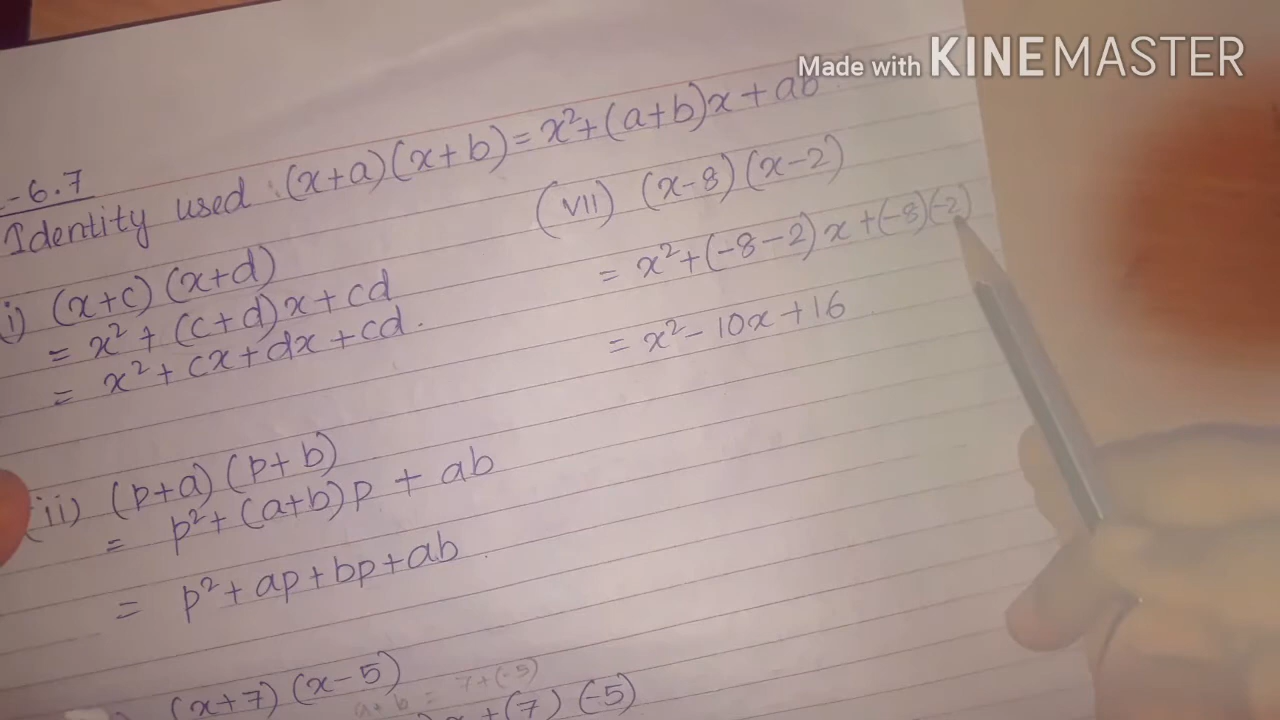 Made with KINEMASTER
-6.7
Identity used (x+a)(x+b) = x²+(a+b)x+ab
i) (x+c)(x+d)
= x² + (c+d)x + cd
= x² + cx + dx + cd.
(ii) (p+a)(p+b)
= p²+(a+b)p + ab
= p² + ap + bp + ab.
(x+7)(x-5)
a+b = 7+(-5)
x + (7)(-5)
(VII) (x-8)(x-2)
= x²+(-8-2)x+(-8)(-2)
= x² - 10x + 16